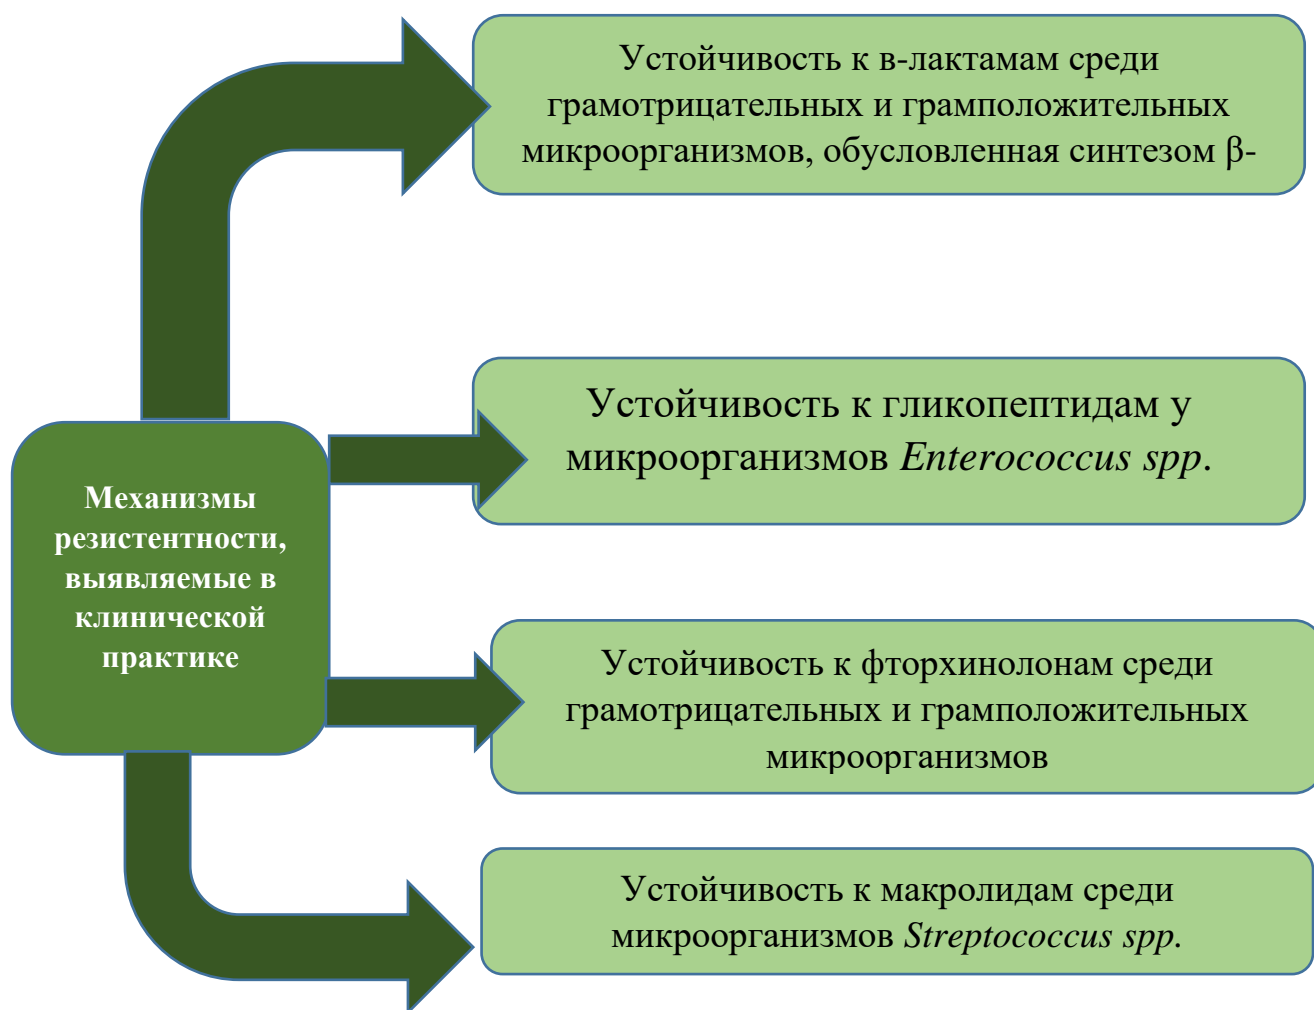 Устойчивость к в-лактамам среди
грамотрицательных и грамположительных
микроорганизмов, обусловленная синтезом β-
Устойчивость к гликопептидам у
микроорганизмов Enterococcus spp.
Механизмы
резистентности,
выявляемые в
клинической
практике
Устойчивость к фторхинолонам среди
грамотрицательных и грамположительных
микроорганизмов
Устойчивость к макролидам среди
микроорганизмов Streptococcus spp.